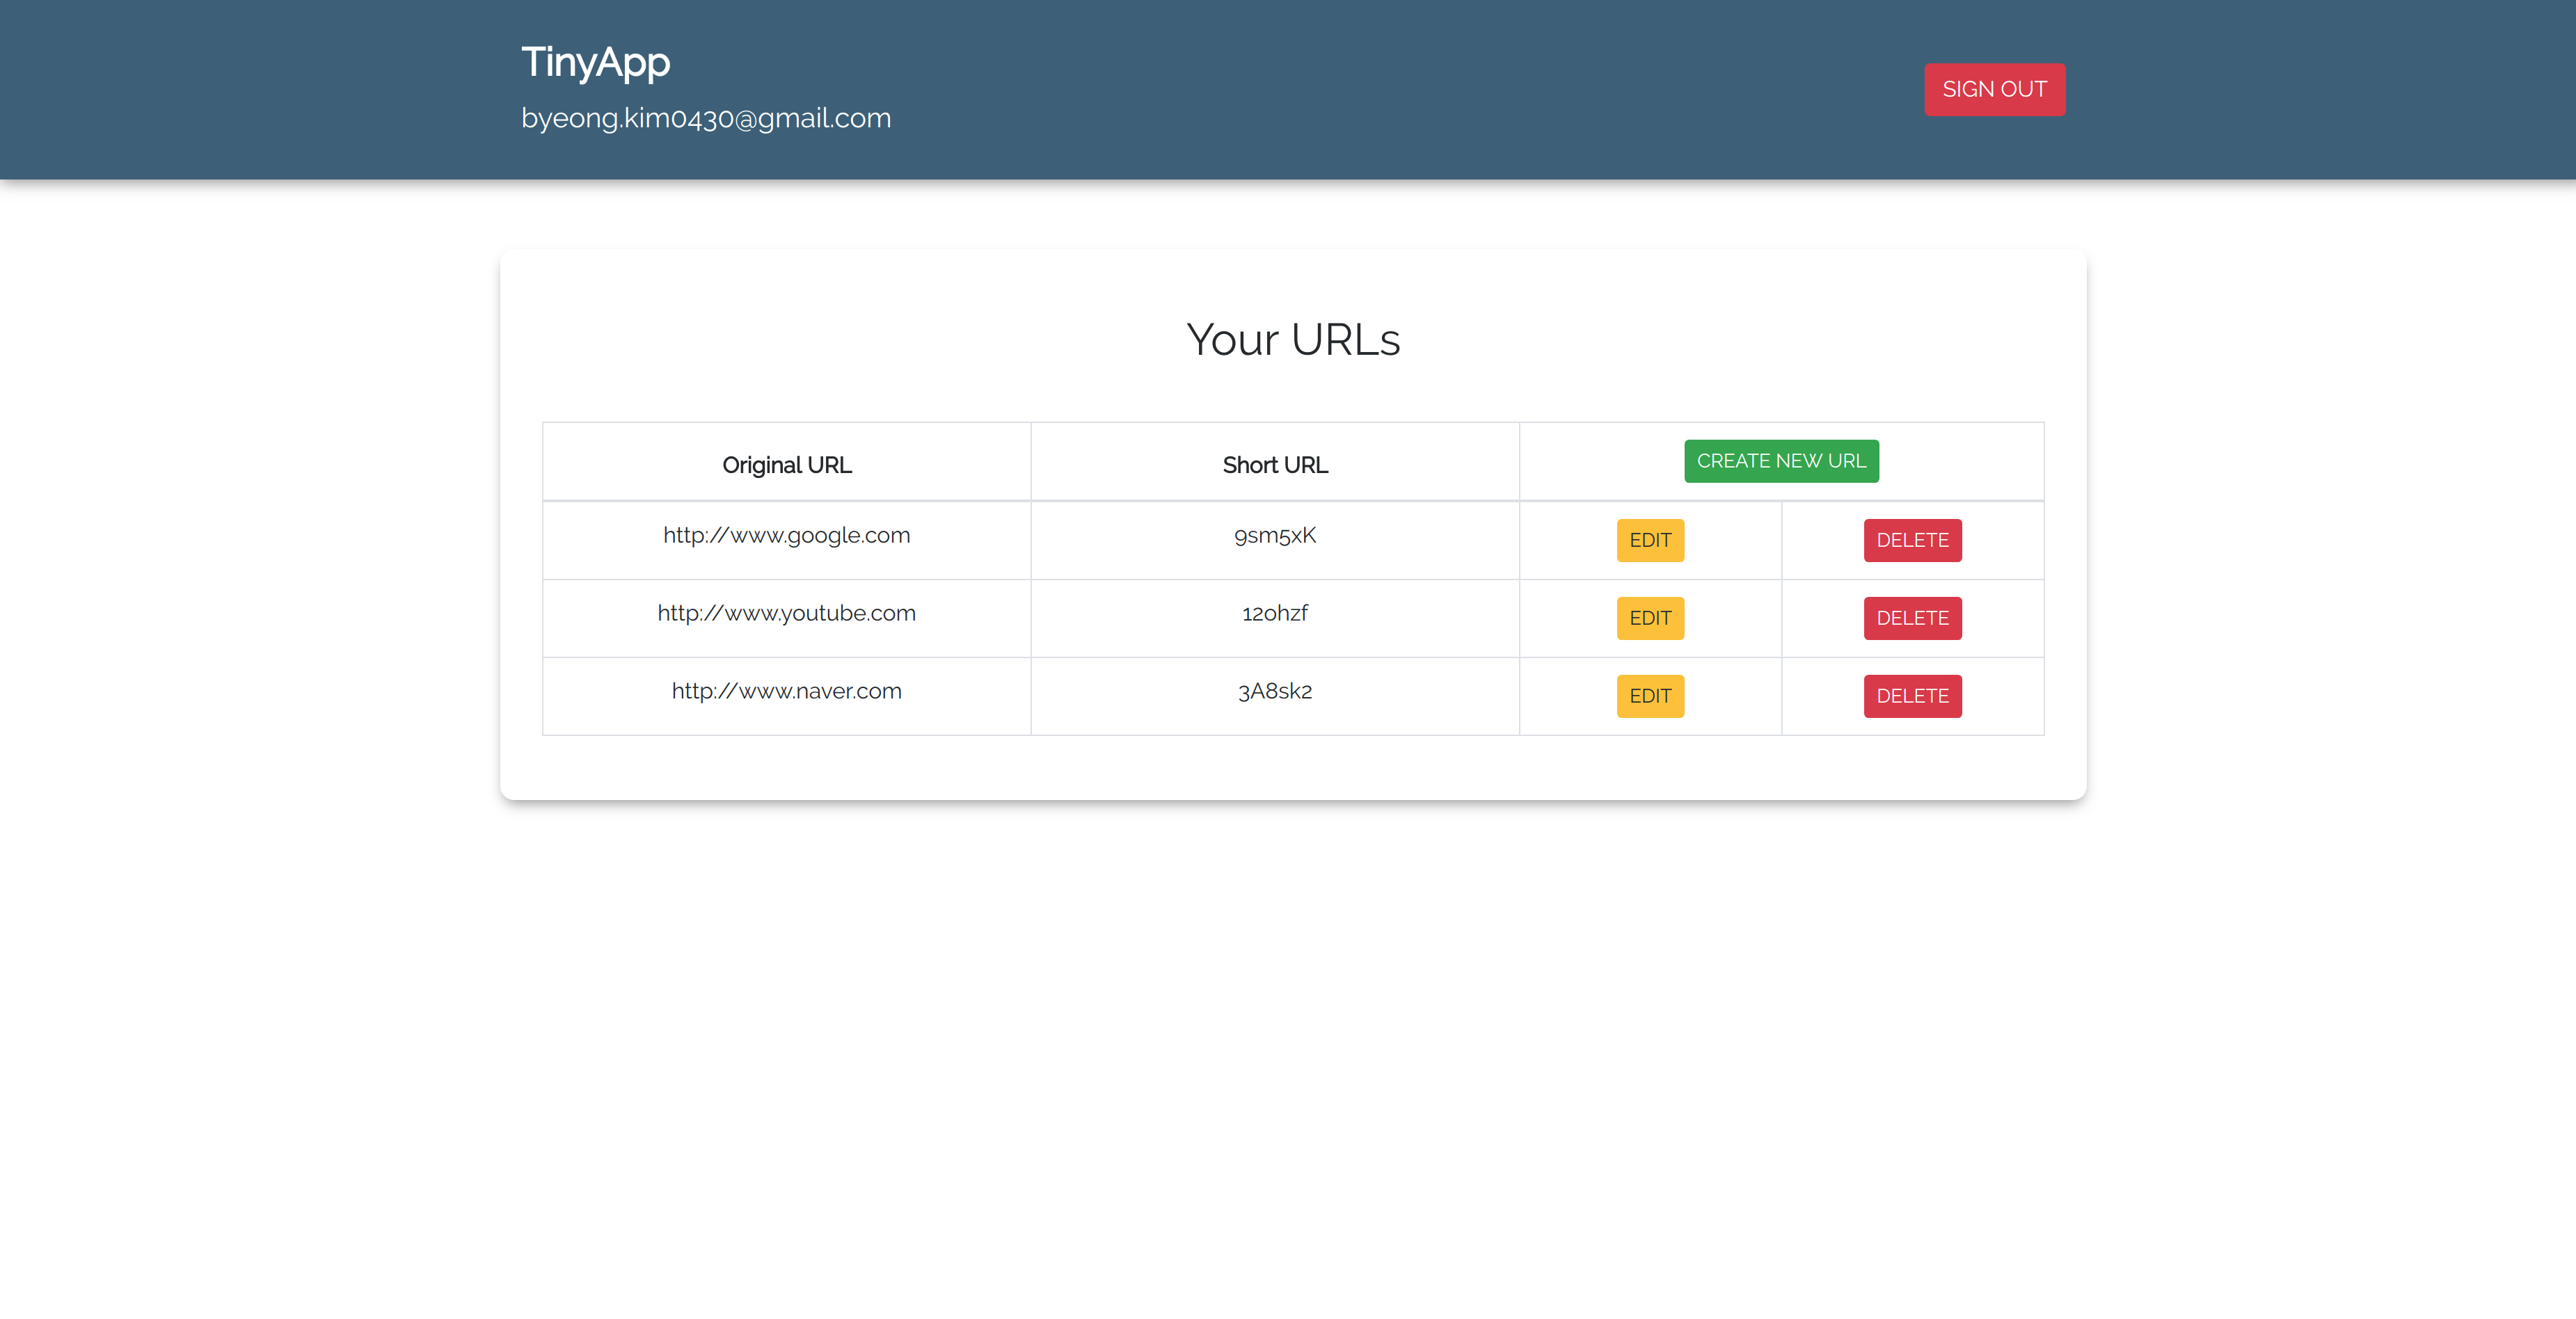 TinyApp
byeong.kim0430@gmail.com
SIGN OUT
Your URLs
Original URL Short URL CREATE NEW URL
http://www.google.com 9sm5xK EDIT DELETE
http://www.youtube.com 12ohzf EDIT DELETE
http://www.naver.com 3A8sk2 EDIT DELETE